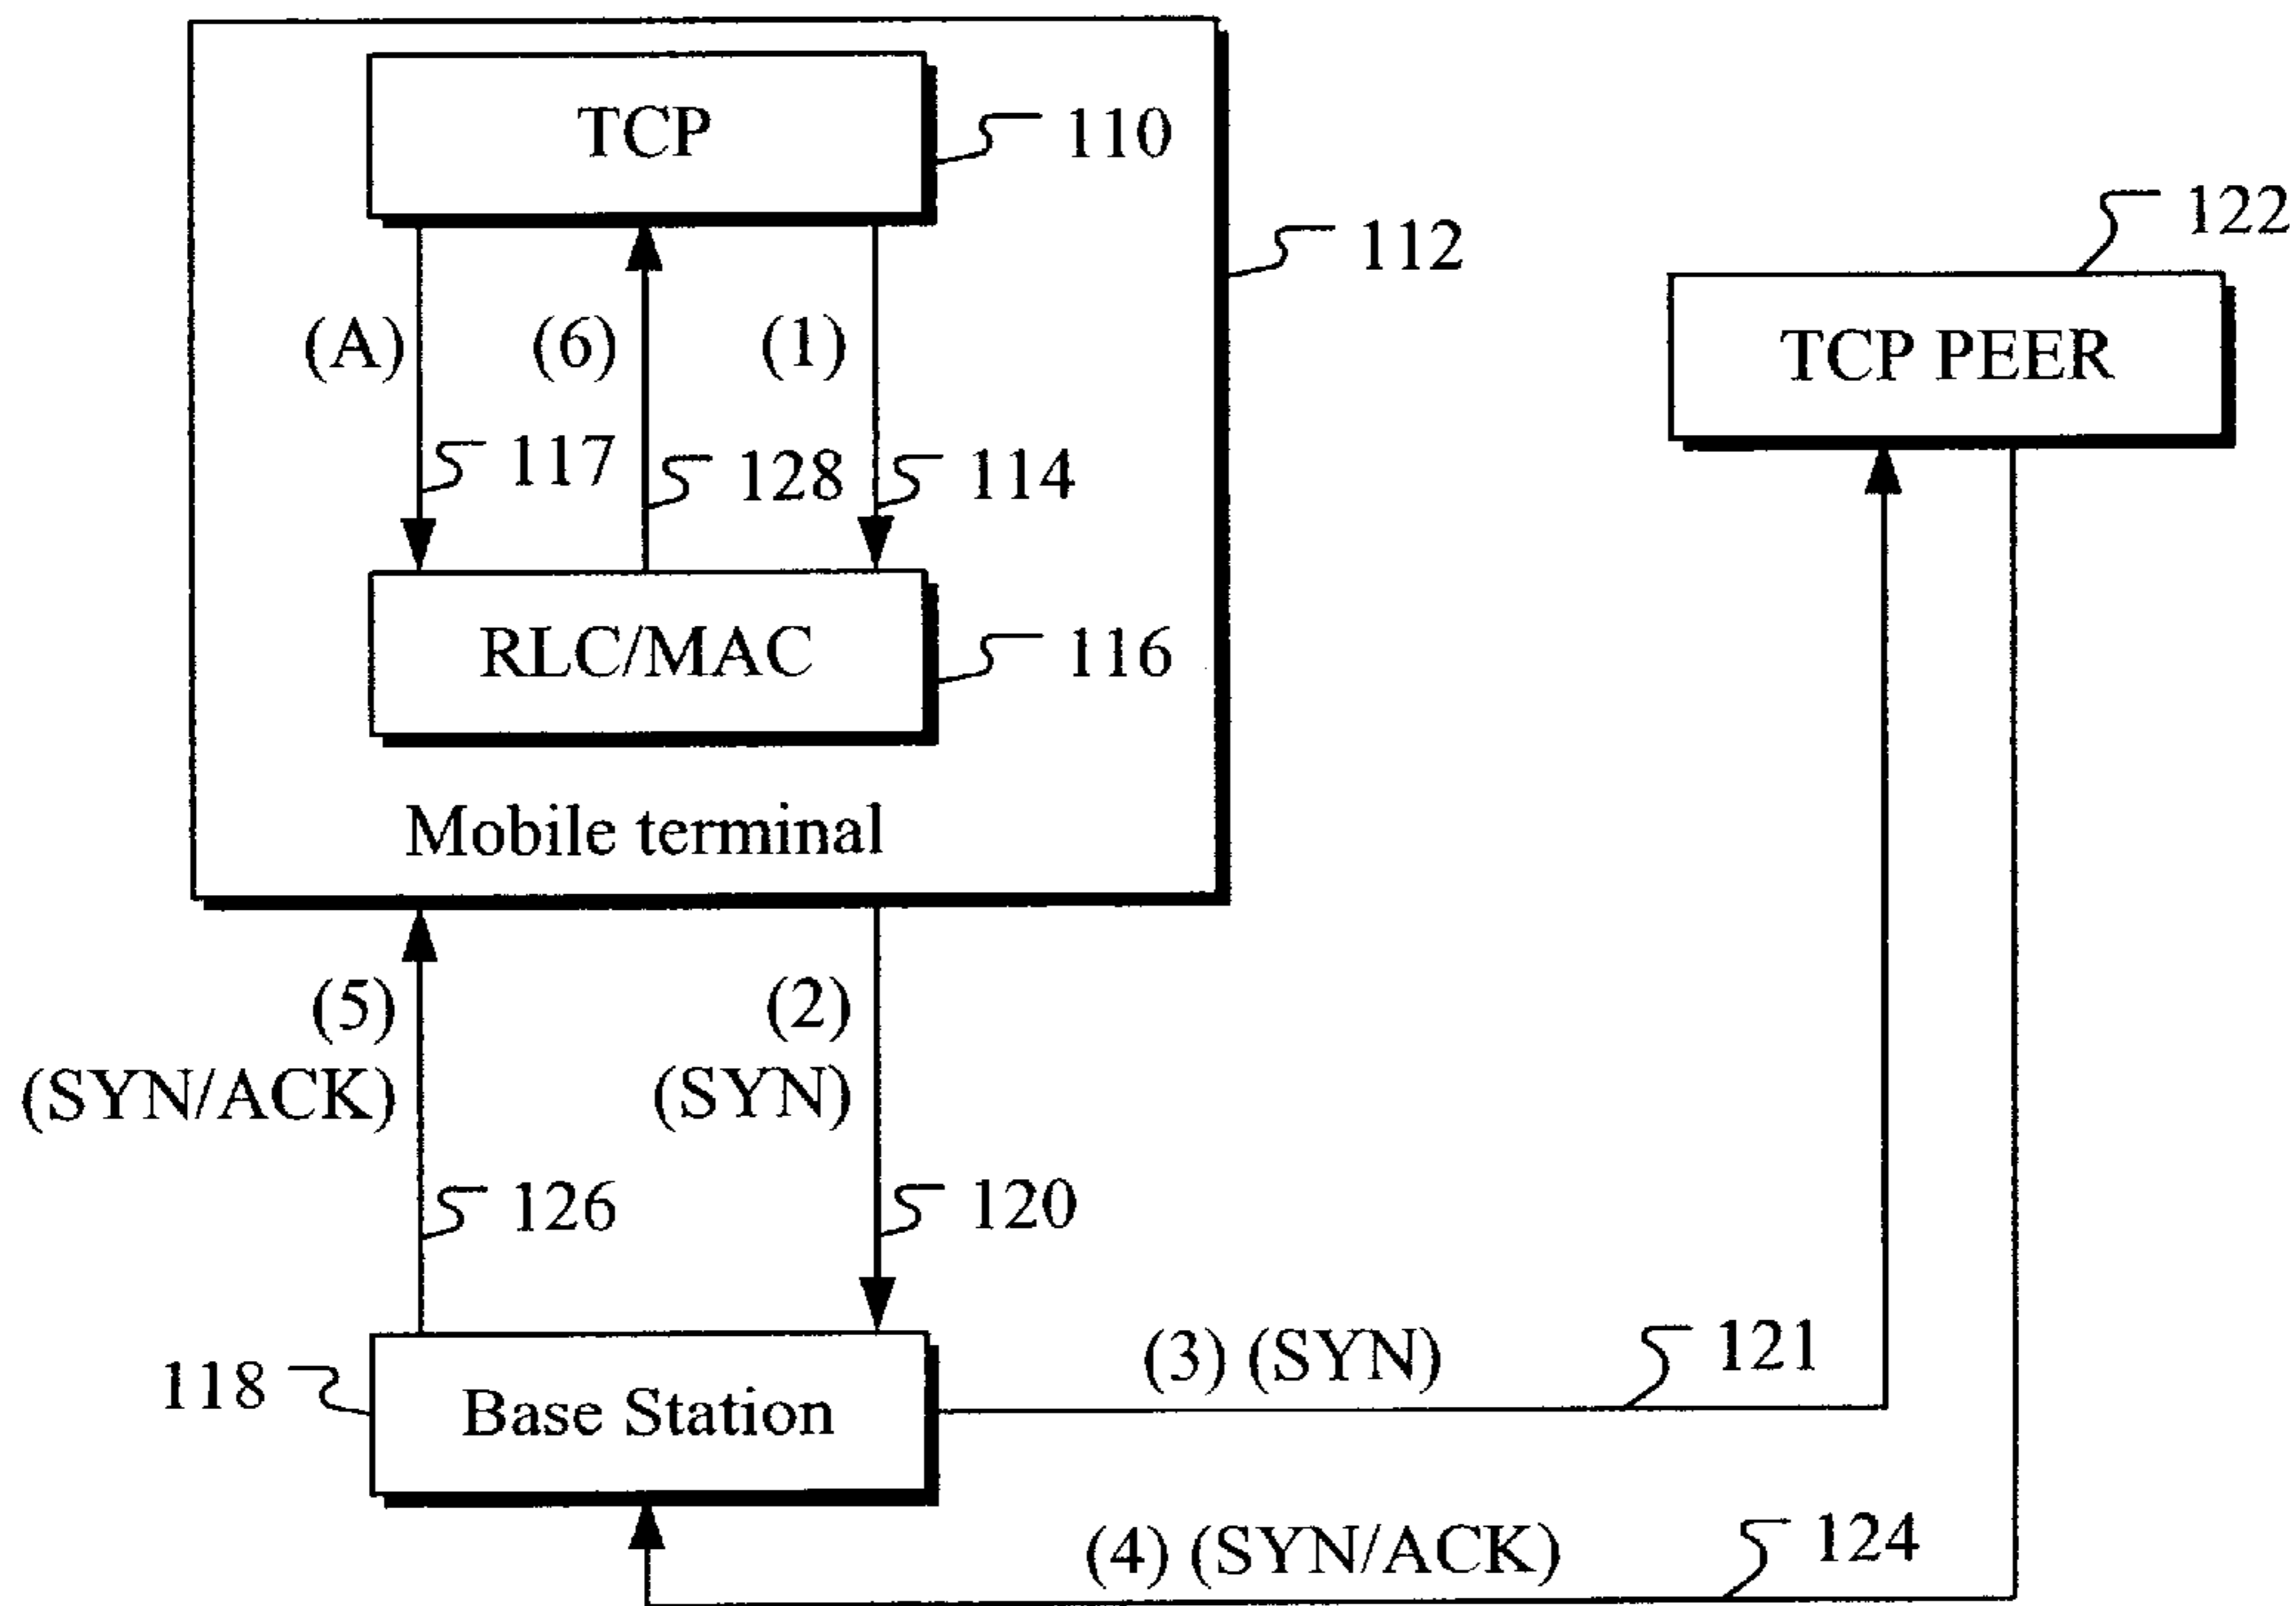 TCP
110
122
112
TCP PEER
(A)
(6)
(1)
117
128
114
RLC/MAC
116
Mobile terminal
(5)
(2)
(SYN/ACK)
(SYN)
126
120
(3) (SYN)
121
118
Base Station
(4) (SYN/ACK)
124